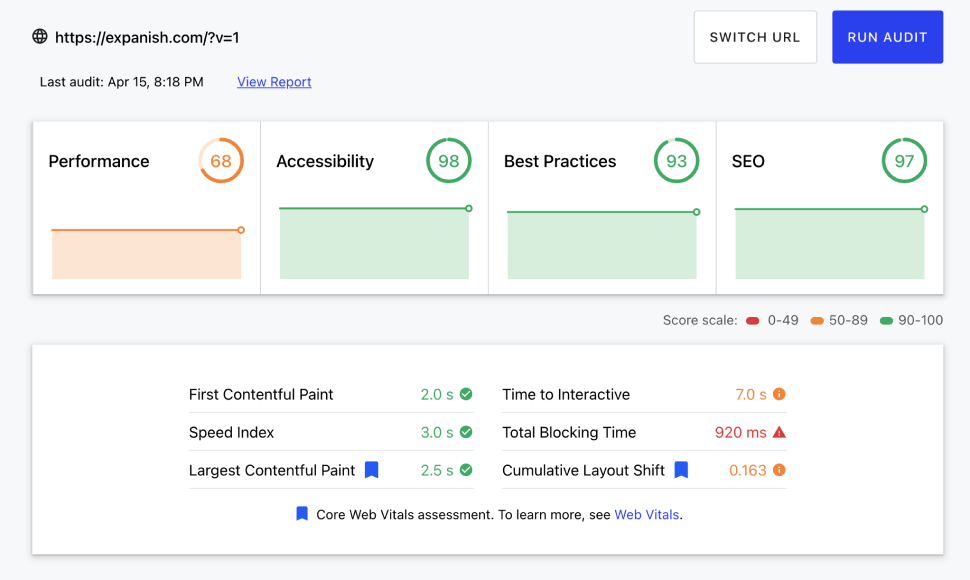 https://expanish.com/?v=1
SWITCH URL
RUN AUDIT
Last audit: Apr 15, 8:18 PM View Report
Performance 68
Accessibility 98
Best Practices 93
SEO 97
Score scale: 0-49 50-89 90-100
First Contentful Paint 2.0 s
Time to Interactive 7.0 s
Speed Index 3.0 s
Total Blocking Time 920 ms
Largest Contentful Paint 2.5 s
Cumulative Layout Shift 0.163
Core Web Vitals assessment. To learn more, see Web Vitals.